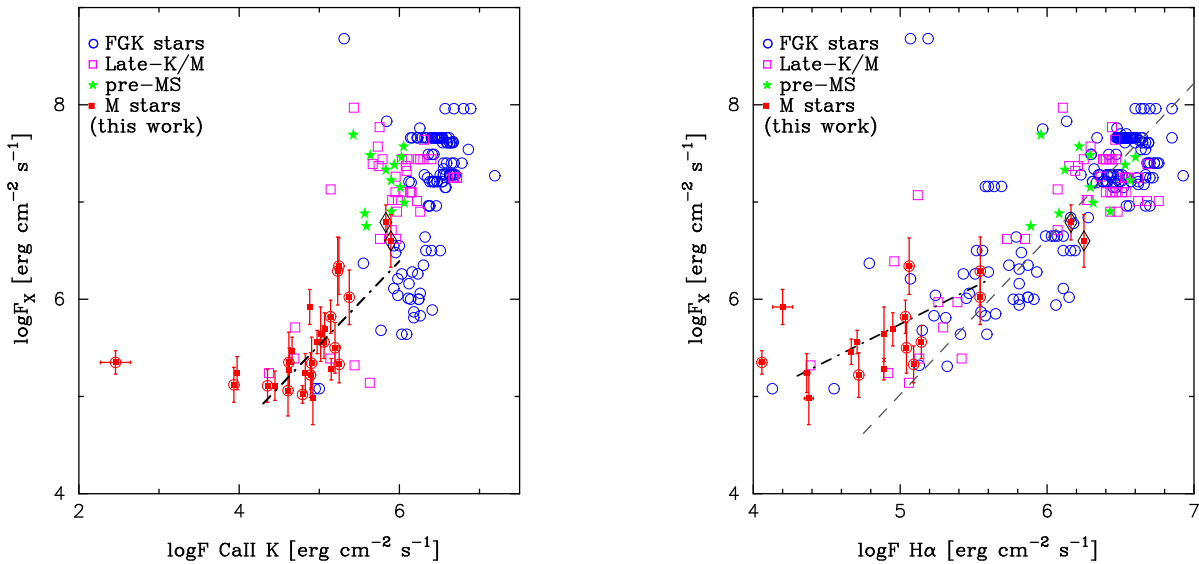 FGK stars
Late-K/M
pre-MS
M stars
(this work)
8
6
4
4
6
logF_X [erg cm⁻² s⁻¹]
logF CaII K [erg cm⁻² s⁻¹]
FGK stars
Late-K/M
pre-MS
M stars
(this work)
8
6
4
4
5
6
7
logF_X [erg cm⁻² s⁻¹]
logF Hα [erg cm⁻² s⁻¹]